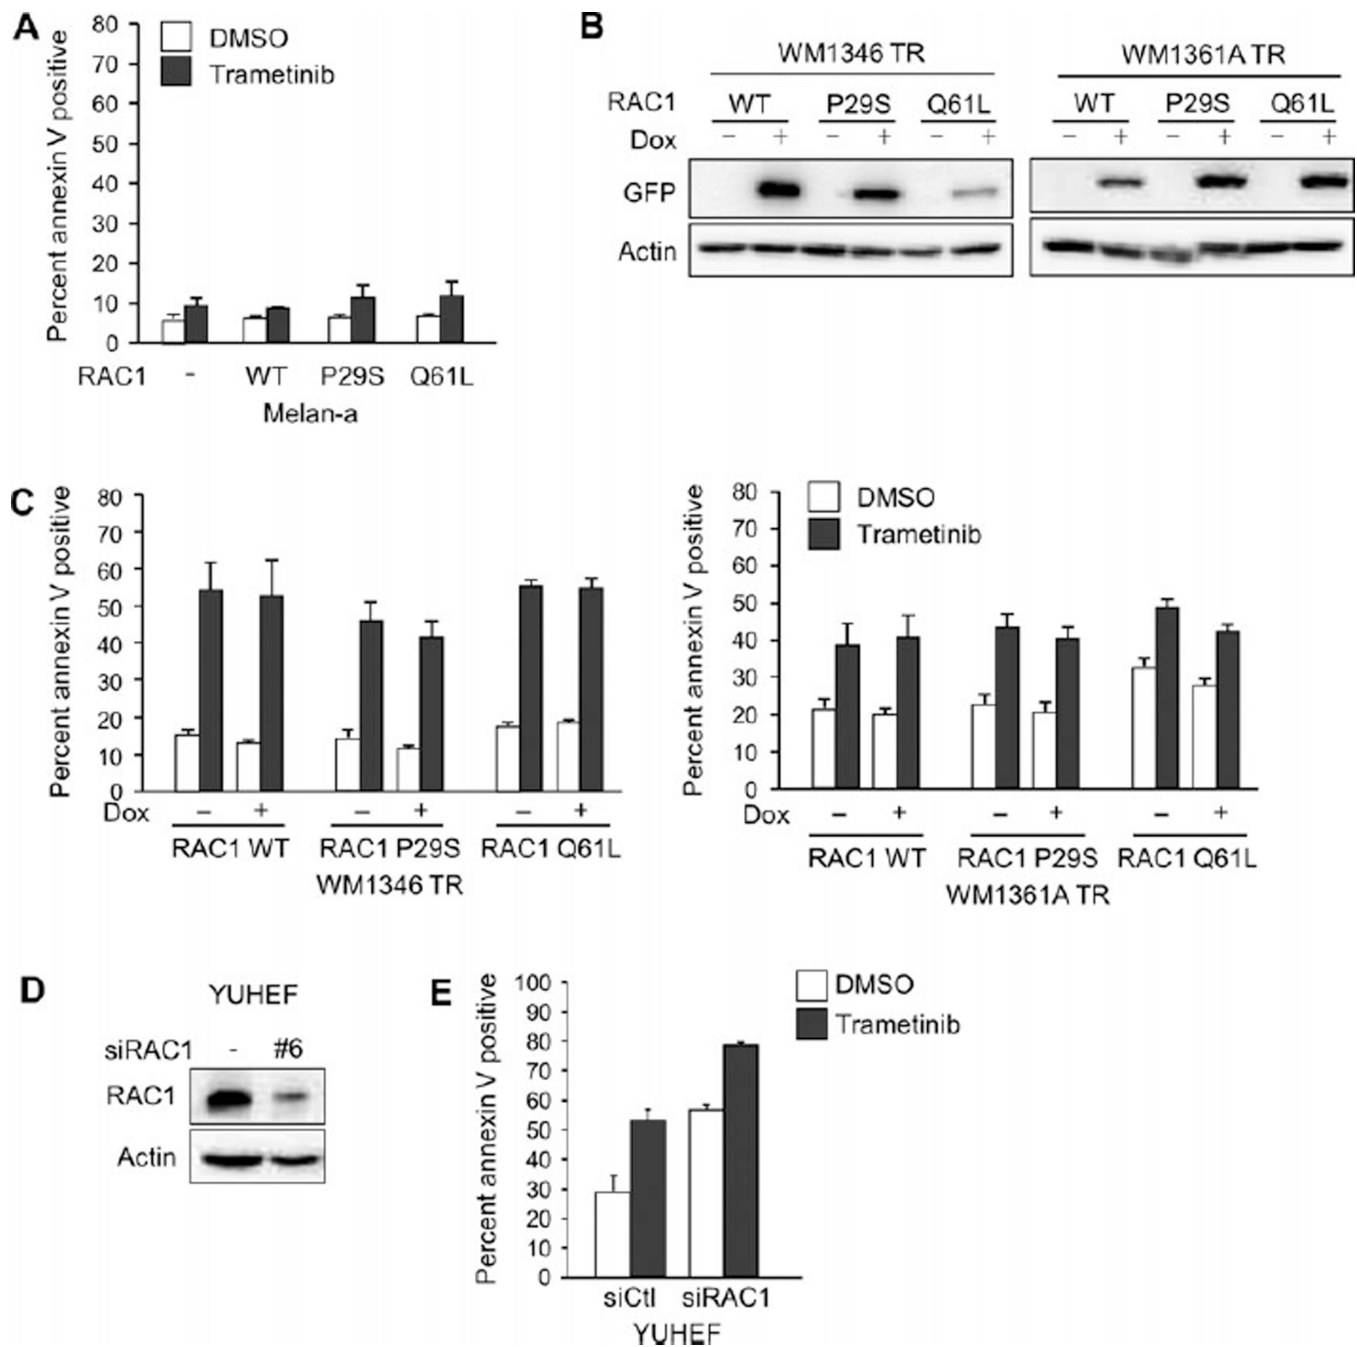 A
Percent annexin V positive
80
70
60
50
40
30
20
10
0
DMSO
Trametinib
RAC1 - WT P29S Q61L
Melan-a
B
WM1346 TR WM1361A TR
RAC1 WT P29S Q61L WT P29S Q61L
Dox − + − + − + − + − + − +
GFP
Actin
C
Percent annexin V positive
80
70
60
50
40
30
20
10
0
Dox − + − + − +
RAC1 WT RAC1 P29S RAC1 Q61L
WM1346 TR
Percent annexin V positive
80
70
60
50
40
30
20
10
0
DMSO
Trametinib
Dox − + − + − +
RAC1 WT RAC1 P29S RAC1 Q61L
WM1361A TR
D
YUHEF
siRAC1 - #6
RAC1
Actin
E
Percent annexin V positive
100
90
80
70
60
50
40
30
20
10
0
DMSO
Trametinib
siCtl siRAC1
YUHEF